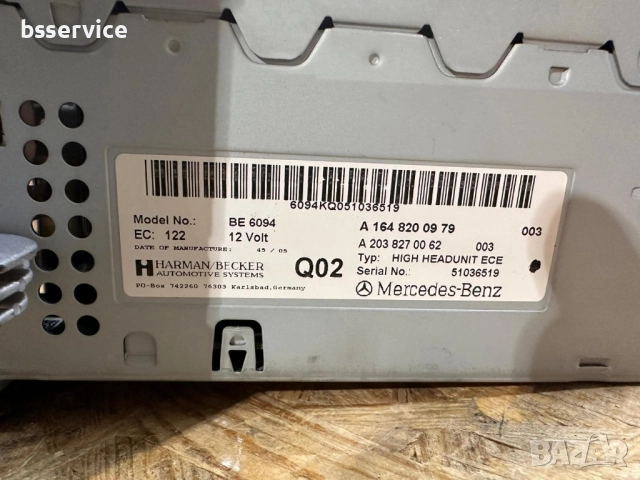 bsservice
6094KQ051036519
Model No.: BE 6094 A 164 820 09 79 003
EC: 122 12 Volt A 203 827 00 62 003
DATE OF MANUFACTURE: 45 / 05 Typ: HIGH HEADUNIT ECE
HARMAN/BECKER Q02 Serial No.: 51036519
AUTOMOTIVE SYSTEMS Mercedes-Benz
PO-Box 742260 76303 Karlsbad,Germany
BAZAR